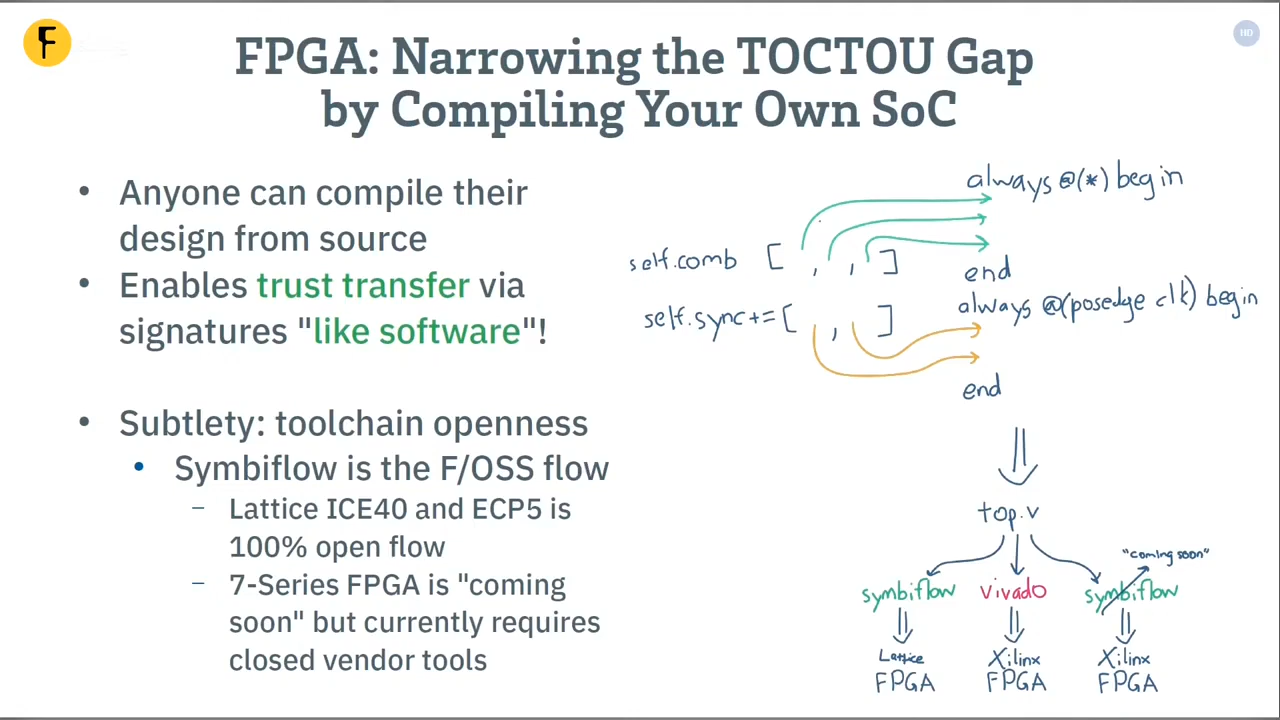 FPGA: Narrowing the TOCTOU Gap
by Compiling Your Own SoC
HD
• Anyone can compile their
design from source
• Enables trust transfer via
signatures "like software"!
• Subtlety: toolchain openness
• Symbiflow is the F/OSS flow
– Lattice ICE40 and ECP5 is
100% open flow
– 7-Series FPGA is "coming
soon" but currently requires
closed vendor tools
always @(*) begin
self.comb [ , , ]
end
self.sync+=[ , ]
always @(posedge clk) begin
end
top.v
"coming soon"
symbiflow vivado symbiflow
Lattice Xilinx Xilinx
FPGA FPGA FPGA